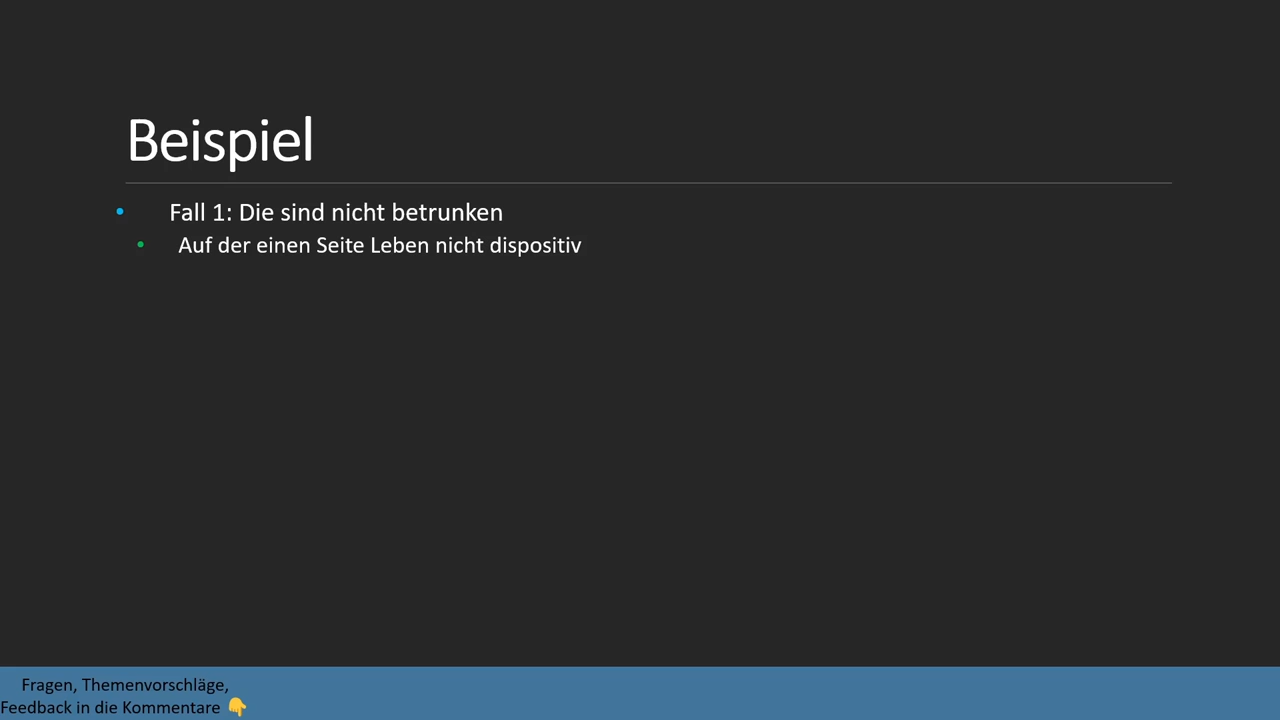 Beispiel
Fall 1: Die sind nicht betrunken
Auf der einen Seite Leben nicht dispositiv
Fragen, Themenvorschläge,
Feedback in die Kommentare 👇